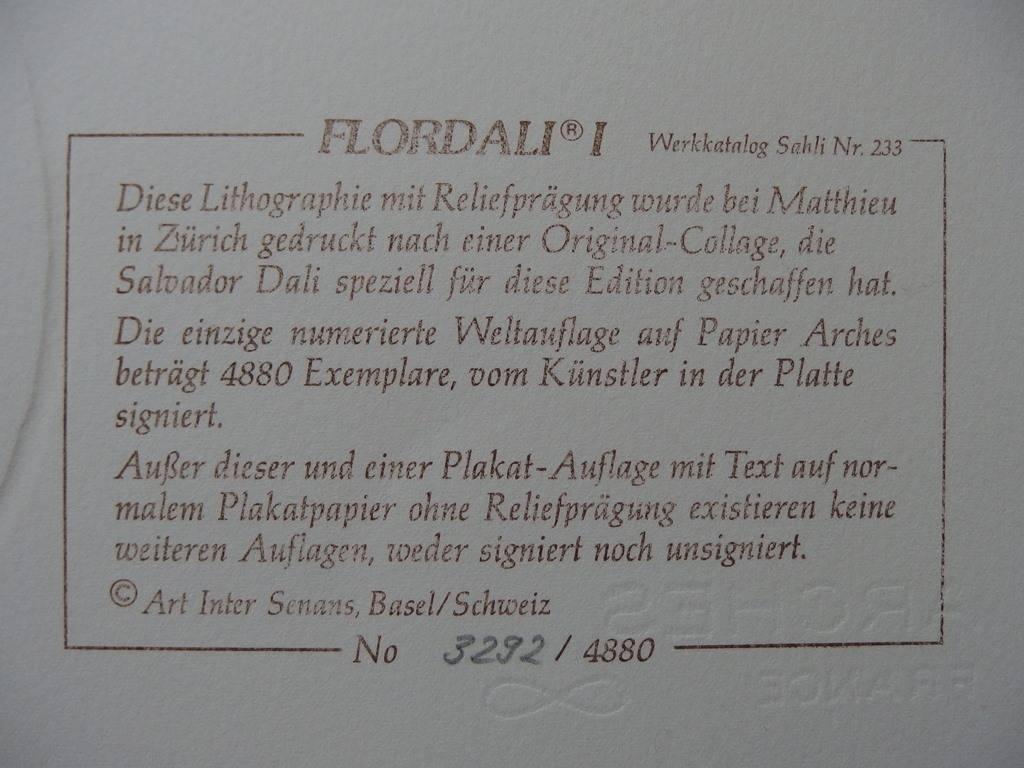 FLORDALI® I Werkkatalog Sahli Nr. 233
Diese Lithographie mit Reliefprägung wurde bei Matthieu
in Zürich gedruckt nach einer Original-Collage, die
Salvador Dali speziell für diese Edition geschaffen hat.
Die einzige numerierte Weltauflage auf Papier Arches
beträgt 4880 Exemplare, vom Künstler in der Platte
signiert.
Außer dieser und einer Plakat-Auflage mit Text auf nor-
malem Plakatpapier ohne Reliefprägung existieren keine
weiteren Auflagen, weder signiert noch unsigniert.
© Art Inter Senans, Basel/Schweiz
No 3292 / 4880
ARCHES
FRANCE